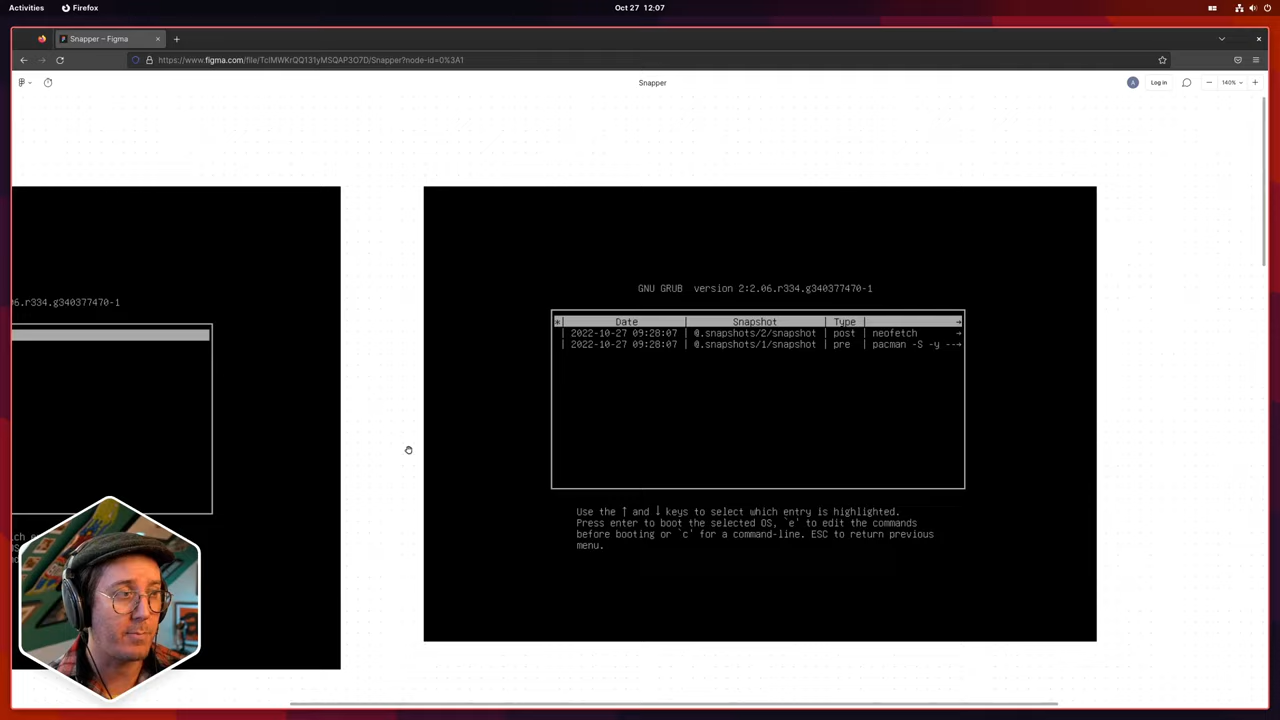 Activities Firefox Oct 27 12:07
Snapper – Figma
https://www.figma.com/file/TclMWKrQQ131yMSQAP3O7D/Snapper?node-id=0%3A1
Snapper A Log in 140%
6.r334.g340377470-1
GNU GRUB version 2:2.06.r334.g340377470-1
*| Date | Snapshot | Type | →
| 2022-10-27 09:28:07 | @.snapshots/2/snapshot | post | neofetch →
| 2022-10-27 09:28:07 | @.snapshots/1/snapshot | pre | pacman -S -y --→
Use the ↑ and ↓ keys to select which entry is highlighted.
Press enter to boot the selected OS, `e' to edit the commands
before booting or `c' for a command-line. ESC to return previous
menu.